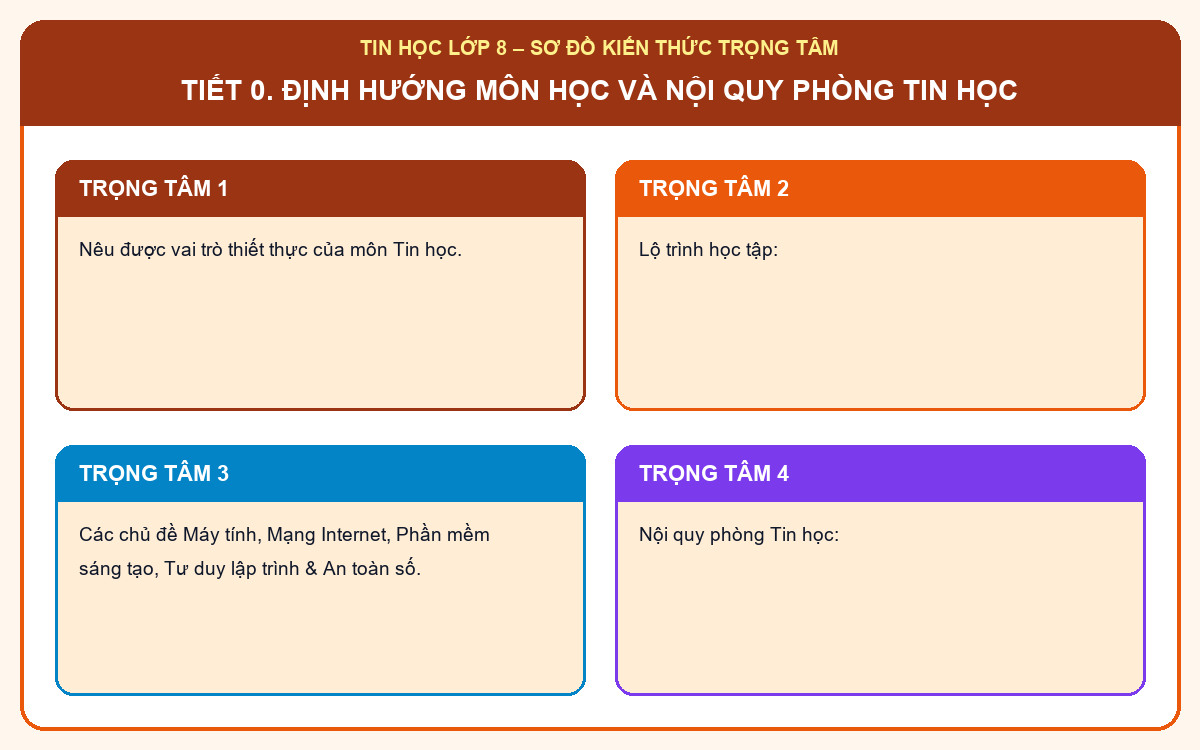 TIN HỌC LỚP 8 – SƠ ĐỒ KIẾN THỨC TRỌNG TÂM
TIẾT 0. ĐỊNH HƯỚNG MÔN HỌC VÀ NỘI QUY PHÒNG TIN HỌC
TRỌNG TÂM 1
Nêu được vai trò thiết thực của môn Tin học.
TRỌNG TÂM 2
Lộ trình học tập:
TRỌNG TÂM 3
Các chủ đề Máy tính, Mạng Internet, Phần mềm
sáng tạo, Tư duy lập trình & An toàn số.
TRỌNG TÂM 4
Nội quy phòng Tin học: